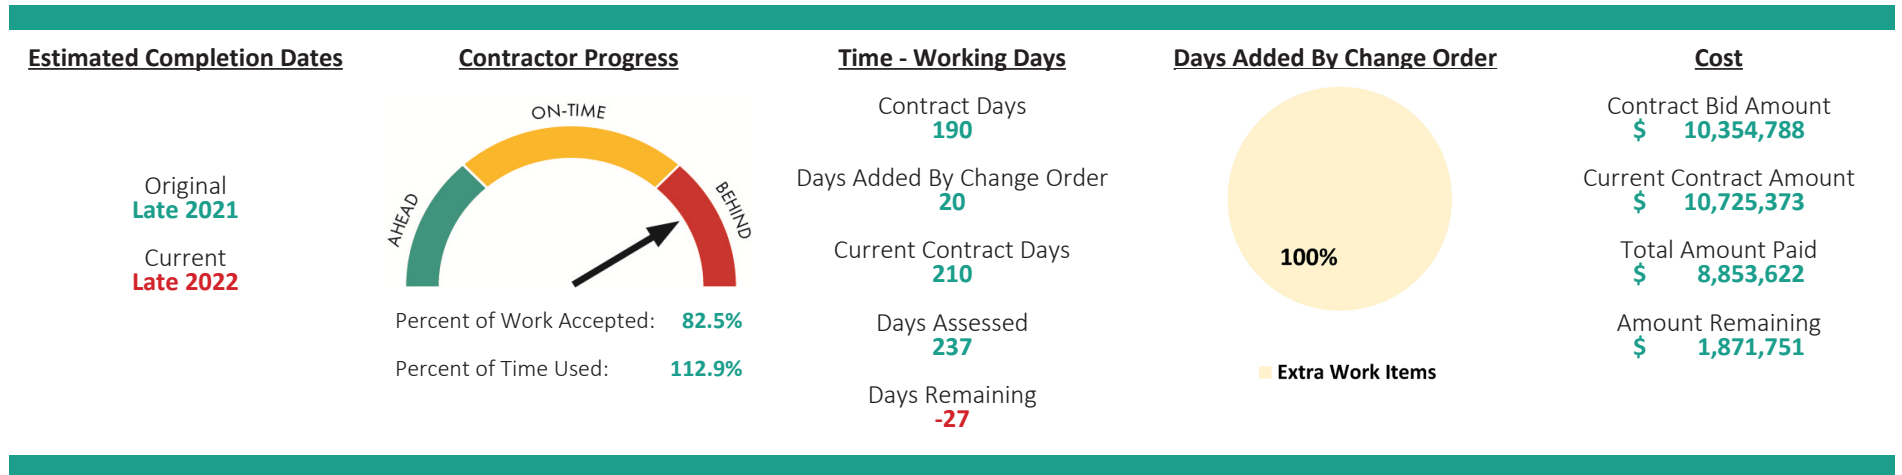 Estimated Completion Dates
Original
Late 2021
Current
Late 2022
Contractor Progress
AHEAD
ON-TIME
BEHIND
Percent of Work Accepted: 82.5%
Percent of Time Used: 112.9%
Time - Working Days
Contract Days
190
Days Added By Change Order
20
Current Contract Days
210
Days Assessed
237
Days Remaining
-27
Days Added By Change Order
100%
Extra Work Items
Cost
Contract Bid Amount
$ 10,354,788
Current Contract Amount
$ 10,725,373
Total Amount Paid
$ 8,853,622
Amount Remaining
$ 1,871,751